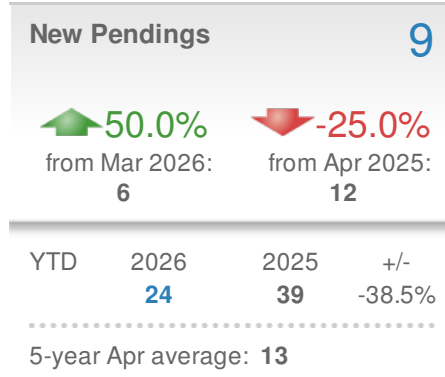 New Pendings 9
50.0% -25.0%
from Mar 2026: from Apr 2025:
6 12
YTD 2026 2025 +/-
24 39 -38.5%
5-year Apr average: 13